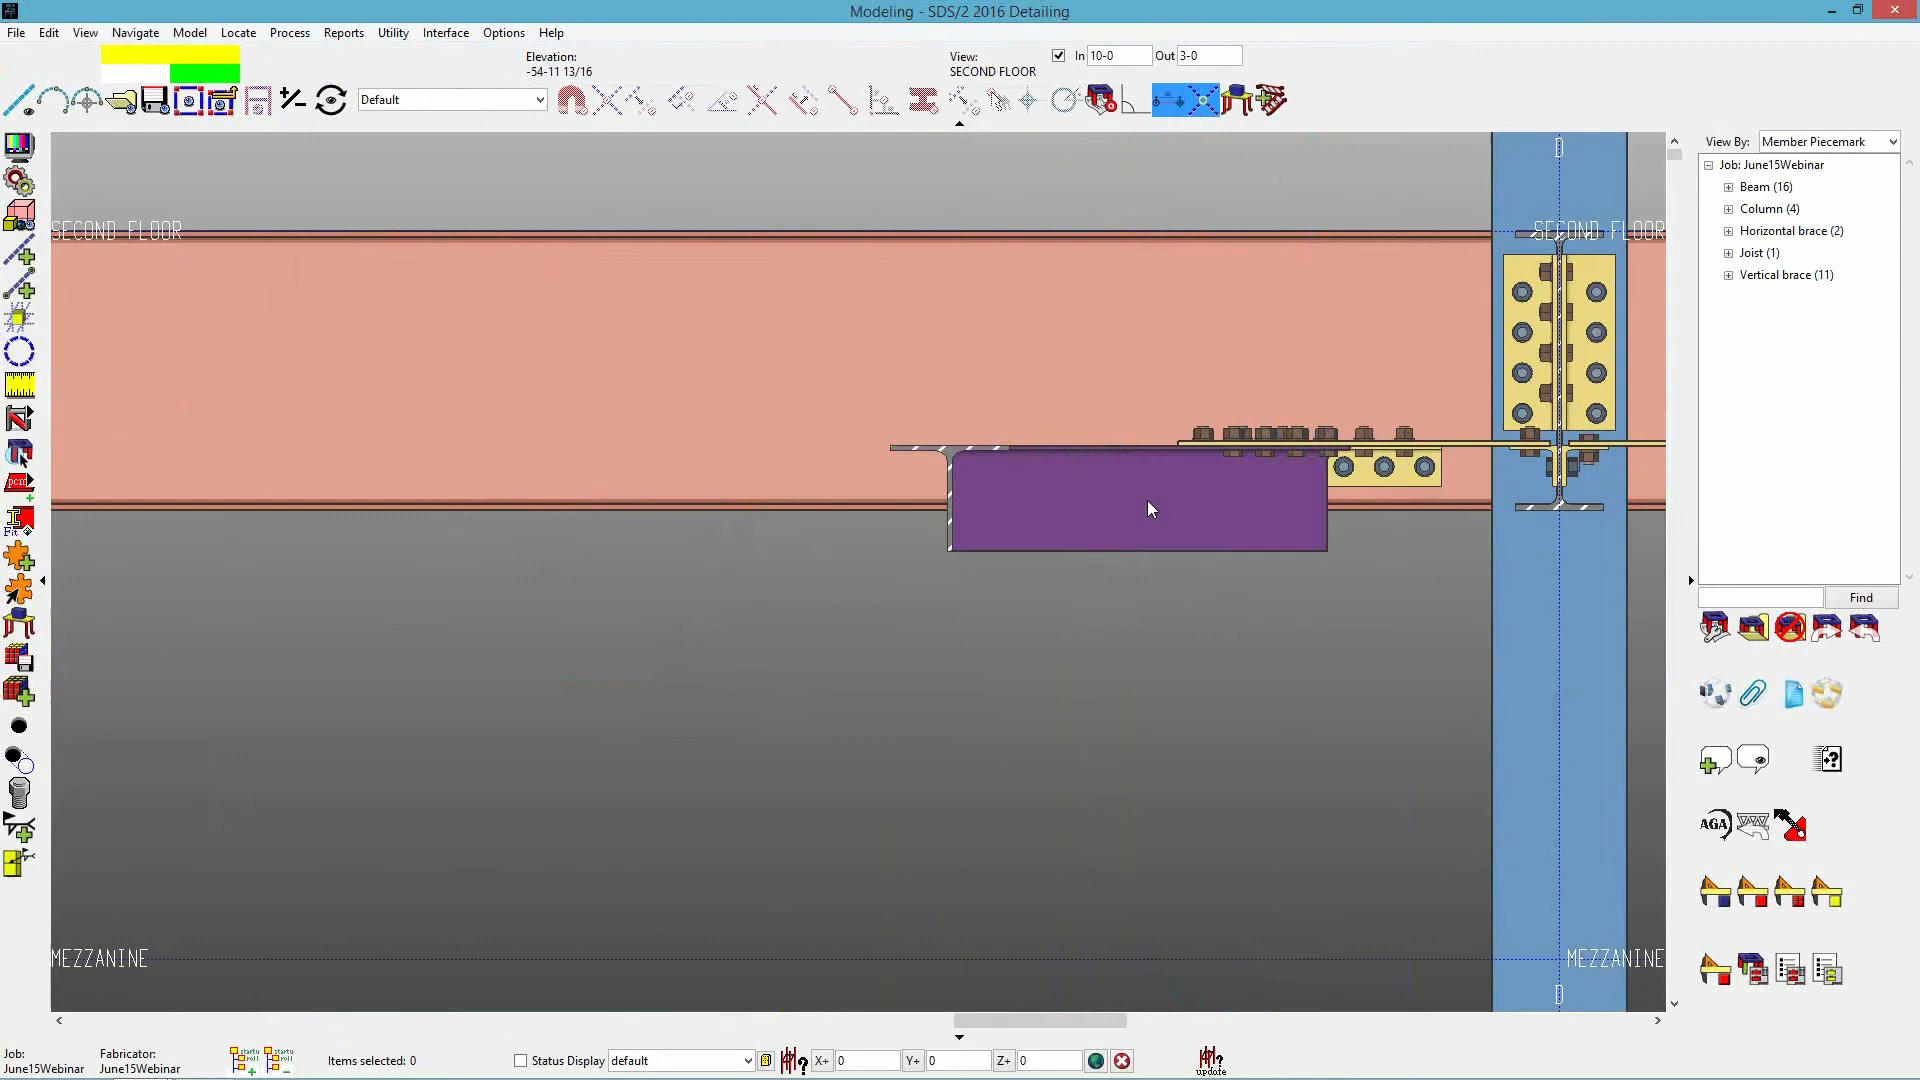 Modeling - SDS/2 2016 Detailing
File Edit View Navigate Model Locate Process Reports Utility Interface Options Help
Elevation:
-54-11 13/16
View:
SECOND FLOOR
In 10-0 Out 3-0
Default
View By: Member Piecemark
Job: June15Webinar
Beam (16)
Column (4)
Horizontal brace (2)
Joist (1)
Vertical brace (11)
Find
D
SECOND FLOOR
SECOND FLOOR
Fit
pcm
AGA
MEZZANINE
MEZZANINE
D
Job:
June15Webinar
Fabricator:
June15Webinar
Items selected: 0
Status Display default
X+ 0 Y+ 0 Z+ 0
update